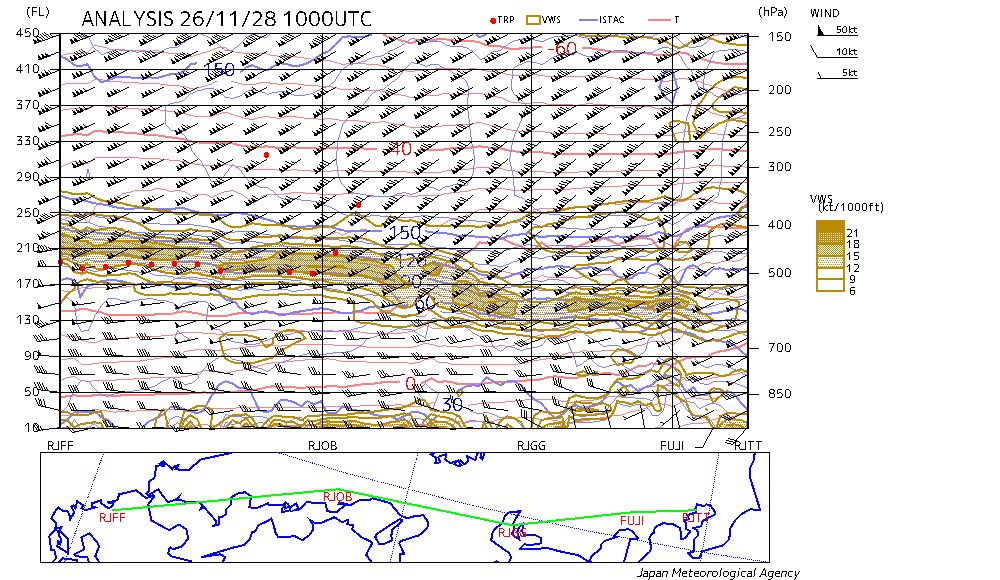 (FL) ANALYSIS 26/11/28 1000UTC TRP VWS ISTAC T (hPa) WIND
450 -60 150 50kt
10kt
410 150 5kt
200
370
250
330 -40
300
290
VWS
250 (kt/1000ft)
150 400
21
210 18
120 15
500 12
170 90 9
60 6
130
700
90
0
50 850
30
10
RJFF RJOB RJGG FUJI RJTT
RJOB
RJFF FUJI RJTT
RJGG
Japan Meteorological Agency